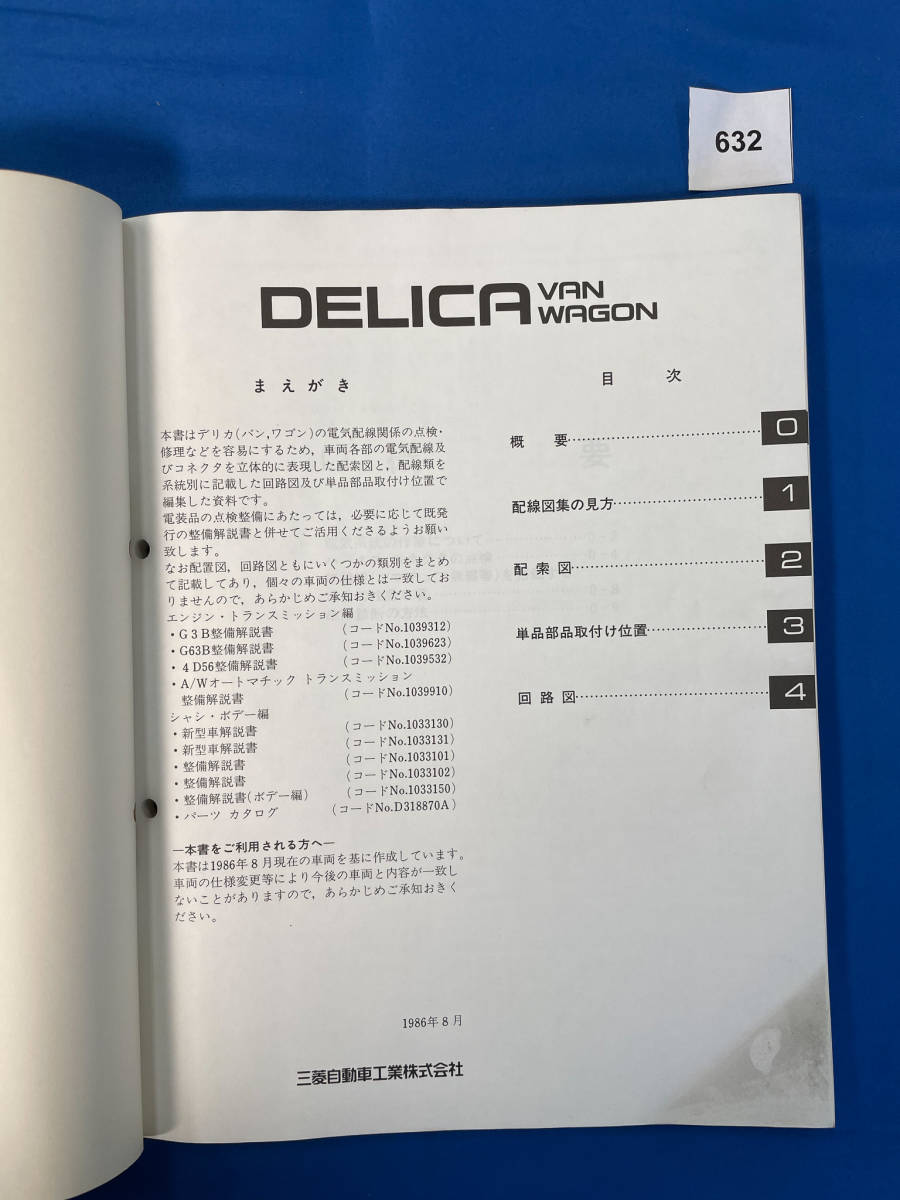 632
DELICA VAN WAGON
まえがき
本書はデリカ(バン,ワゴン)の電気配線関係の点検・
修理などを容易にするため,車両各部の電気配線及
びコネクタを立体的に表現した配索図と,配線類を
系統別に記載した回路図及び単品部品取付け位置で
編集した資料です。
電装品の点検整備にあたっては,必要に応じて既発
行の整備解説書と併せてご活用くださるようお願い
致します。
なお配置図,回路図ともにいくつかの類別をまとめ
て記載してあり,個々の車両の仕様とは一致してお
りませんので,あらかじめご承知おきください。
エンジン・トランスミッション編
・G3B整備解説書 (コードNo.1039312)
・G63B整備解説書 (コードNo.1039623)
・4D56整備解説書 (コードNo.1039532)
・A/Wオートマチック トランスミッション
整備解説書 (コードNo.1039910)
シャシ・ボデー編
・新型車解説書 (コードNo.1033130)
・新型車解説書 (コードNo.1033131)
・整備解説書 (コードNo.1033101)
・整備解説書 (コードNo.1033102)
・整備解説書(ボデー編) (コードNo.1033150)
・パーツ カタログ (コードNo.D318870A)
―本書をご利用される方へ―
本書は1986年8月現在の車両を基に作成しています。
車両の仕様変更等により今後の車両と内容が一致し
ないことがありますので,あらかじめご承知おきく
ださい。
1986年8月
三菱自動車工業株式会社
目 次
概 要 0
配線図集の見方 1
配索図 2
単品部品取付け位置 3
回路図 4